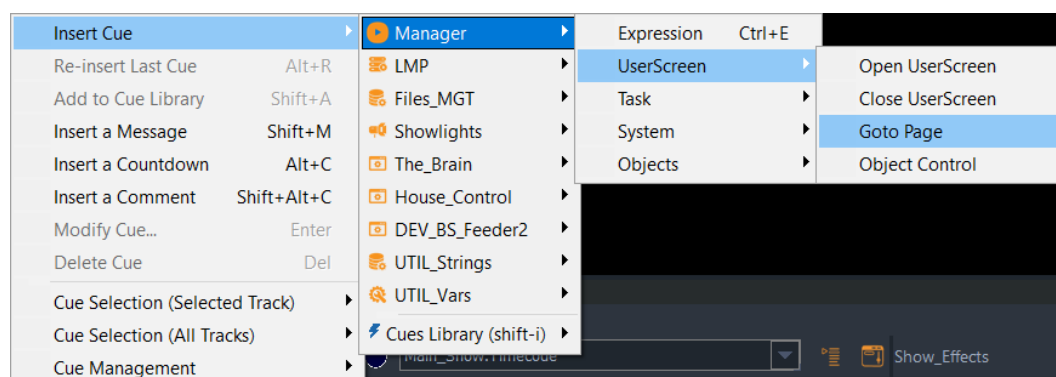 Insert Cue
Re-insert Last Cue Alt+R
Add to Cue Library Shift+A
Insert a Message Shift+M
Insert a Countdown Alt+C
Insert a Comment Shift+Alt+C
Modify Cue... Enter
Delete Cue Del
Cue Selection (Selected Track)
Cue Selection (All Tracks)
Cue Management
Manager
LMP
Files_MGT
Showlights
The_Brain
House_Control
DEV_BS_Feeder2
UTIL_Strings
UTIL_Vars
Cues Library (shift-i)
Expression Ctrl+E
UserScreen
Task
System
Objects
Open UserScreen
Close UserScreen
Goto Page
Object Control
Main_Show.Timecode
Show_Effects